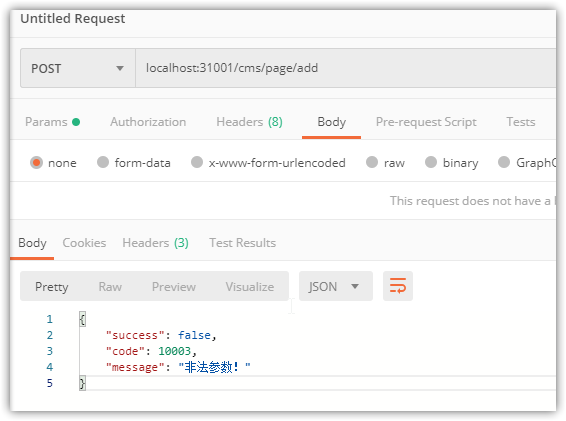 Untitled Request
POST localhost:31001/cms/page/add
Params Authorization Headers (8) Body Pre-request Script Tests
none form-data x-www-form-urlencoded raw binary
This request does not have a
Body Cookies Headers (3) Test Results
Pretty Raw Preview Visualize JSON
1 {
2 "success": false,
3 "code": 10003,
4 "message": "非法参数！"
5 }